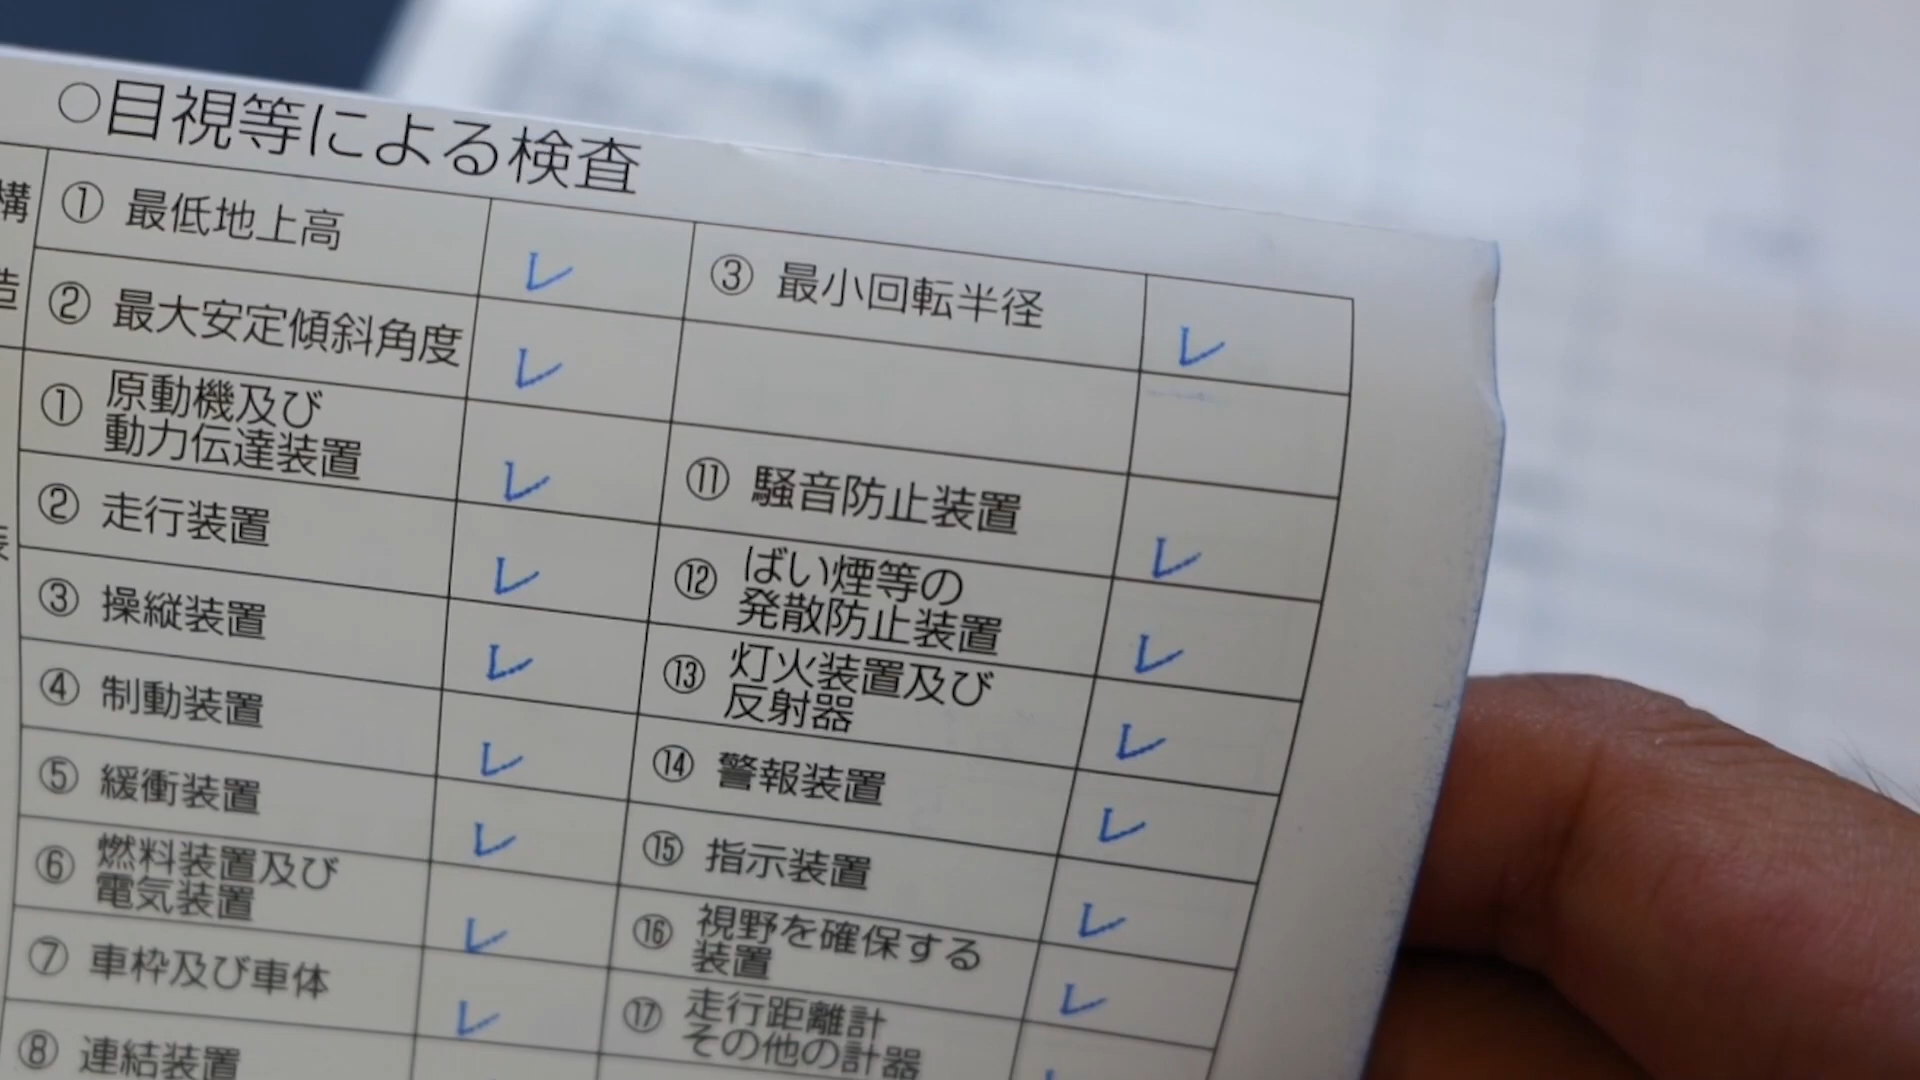 ○目視等による検査
構
造
① 最低地上高 レ
② 最大安定傾斜角度 レ
③ 最小回転半径 レ
① 原動機及び
動力伝達装置 レ
② 走行装置 レ
③ 操縦装置 レ
④ 制動装置 レ
⑤ 緩衝装置 レ
⑥ 燃料装置及び
電気装置 レ
⑦ 車枠及び車体 レ
⑧ 連結装置
⑪ 騒音防止装置 レ
⑫ ばい煙等の
発散防止装置 レ
⑬ 灯火装置及び
反射器 レ
⑭ 警報装置 レ
⑮ 指示装置 レ
⑯ 視野を確保する
装置 レ
⑰ 走行距離計
その他の計器